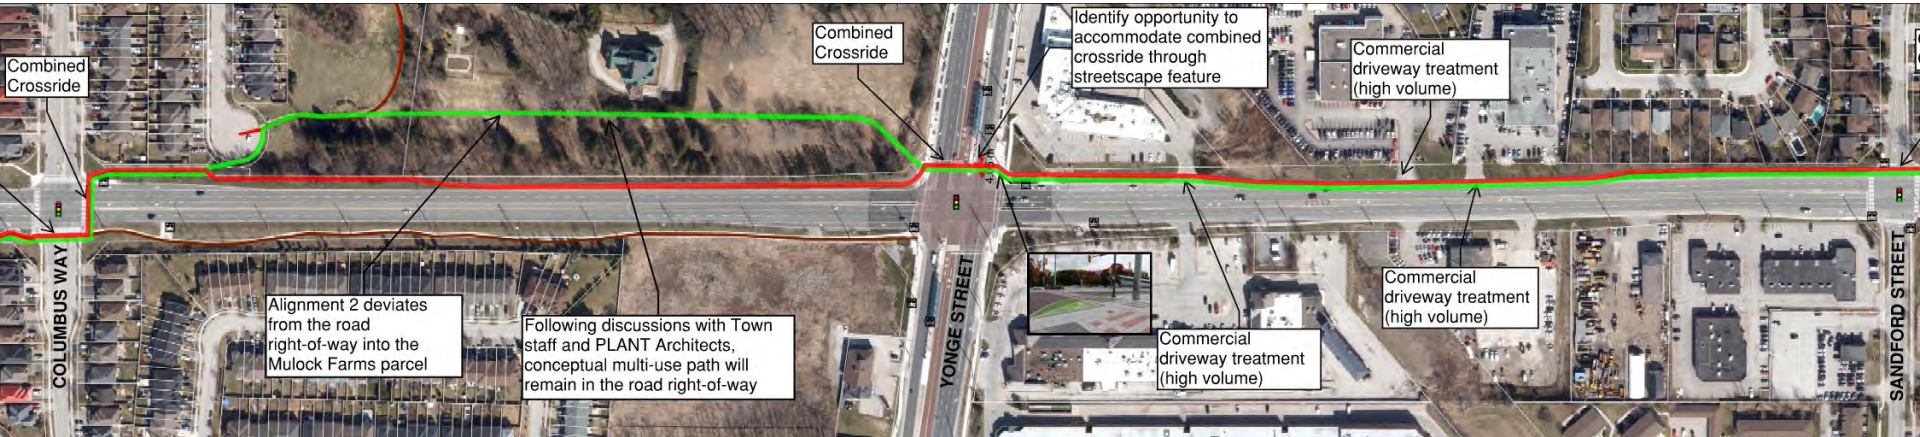 Combined
Crossride
Combined
Crossride
Identify opportunity to
accommodate combined
crossride through
streetscape feature
Commercial
driveway treatment
(high volume)
Alignment 2 deviates
from the road
right-of-way into the
Mulock Farms parcel
Following discussions with Town
staff and PLANT Architects,
conceptual multi-use path will
remain in the road right-of-way
Commercial
driveway treatment
(high volume)
Commercial
driveway treatment
(high volume)
COLUMBUS WAY
YONGE STREET
SANDFORD STREET